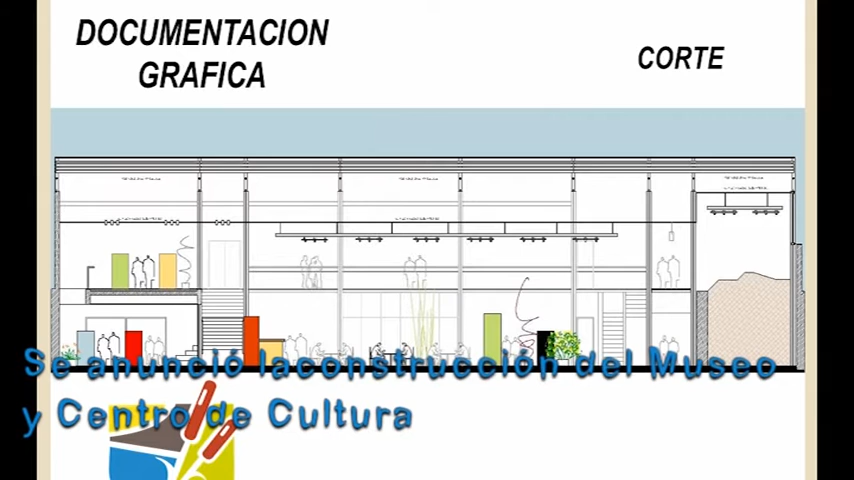 DOCUMENTACION
GRAFICA
CORTE
Se anunció laconstrucción del Museo
y Centro de Cultura